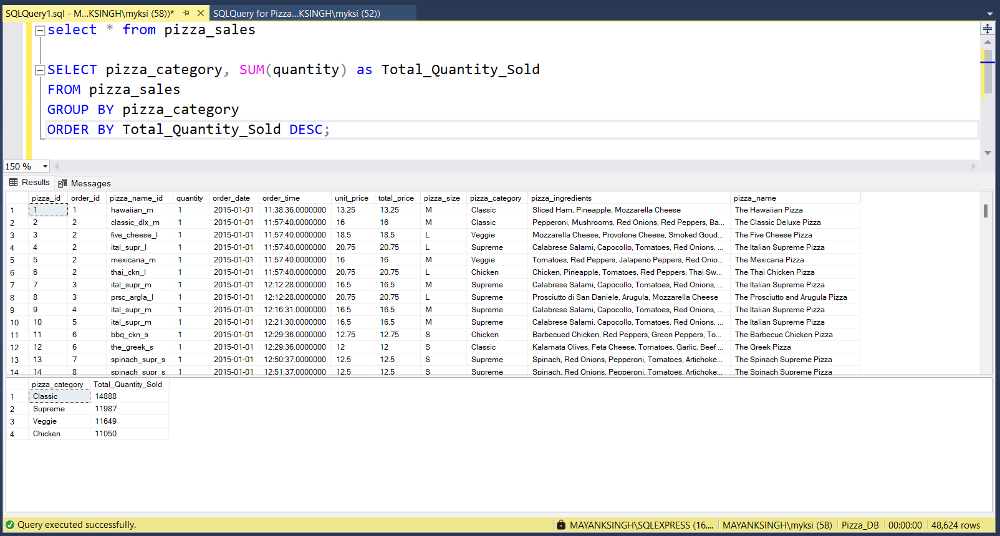 SQLQuery1.sql - M...KSINGH\myksi (58))* SQLQuery for Pizza...KSINGH\myksi (52))
select * from pizza_sales
SELECT pizza_category, SUM(quantity) as Total_Quantity_Sold
FROM pizza_sales
GROUP BY pizza_category
ORDER BY Total_Quantity_Sold DESC;
150 %
Results Messages
pizza_id order_id pizza_name_id quantity order_date order_time unit_price total_price pizza_size pizza_category pizza_ingredients pizza_name
1 1 1 hawaiian_m 1 2015-01-01 11:38:36.0000000 13.25 13.25 M Classic Sliced Ham, Pineapple, Mozzarella Cheese The Hawaiian Pizza
2 2 2 classic_dlx_m 1 2015-01-01 11:57:40.0000000 16 16 M Classic Pepperoni, Mushrooms, Red Onions, Red Peppers, Ba... The Classic Deluxe Pizza
3 3 2 five_cheese_l 1 2015-01-01 11:57:40.0000000 18.5 18.5 L Veggie Mozzarella Cheese, Provolone Cheese, Smoked Goud... The Five Cheese Pizza
4 4 2 ital_supr_l 1 2015-01-01 11:57:40.0000000 20.75 20.75 L Supreme Calabrese Salami, Capocollo, Tomatoes, Red Onions, ... The Italian Supreme Pizza
5 5 2 mexicana_m 1 2015-01-01 11:57:40.0000000 16 16 M Veggie Tomatoes, Red Peppers, Jalapeno Peppers, Red Onio... The Mexicana Pizza
6 6 2 thai_ckn_l 1 2015-01-01 11:57:40.0000000 20.75 20.75 L Chicken Chicken, Pineapple, Tomatoes, Red Peppers, Thai Sw... The Thai Chicken Pizza
7 7 3 ital_supr_m 1 2015-01-01 12:12:28.0000000 16.5 16.5 M Supreme Calabrese Salami, Capocollo, Tomatoes, Red Onions, ... The Italian Supreme Pizza
8 8 3 prsc_argla_l 1 2015-01-01 12:12:28.0000000 20.75 20.75 L Supreme Prosciutto di San Daniele, Arugula, Mozzarella Cheese The Prosciutto and Arugula Pizza
9 9 4 ital_supr_m 1 2015-01-01 12:16:31.0000000 16.5 16.5 M Supreme Calabrese Salami, Capocollo, Tomatoes, Red Onions, ... The Italian Supreme Pizza
10 10 5 ital_supr_m 1 2015-01-01 12:21:30.0000000 16.5 16.5 M Supreme Calabrese Salami, Capocollo, Tomatoes, Red Onions, ... The Italian Supreme Pizza
11 11 6 bbq_ckn_s 1 2015-01-01 12:29:36.0000000 12.75 12.75 S Chicken Barbecued Chicken, Red Peppers, Green Peppers, To... The Barbecue Chicken Pizza
12 12 6 the_greek_s 1 2015-01-01 12:29:36.0000000 12 12 S Classic Kalamata Olives, Feta Cheese, Tomatoes, Garlic, Beef ... The Greek Pizza
13 13 7 spinach_supr_s 1 2015-01-01 12:50:37.0000000 12.5 12.5 S Supreme Spinach, Red Onions, Pepperoni, Tomatoes, Artichoke... The Spinach Supreme Pizza
14 14 8 spinach_supr_s 1 2015-01-01 12:51:37.0000000 12.5 12.5 S Supreme Spinach, Red Onions, Pepperoni, Tomatoes, Artichoke... The Spinach Supreme Pizza
pizza_category Total_Quantity_Sold
1 Classic 14888
2 Supreme 11987
3 Veggie 11649
4 Chicken 11050
Query executed successfully. MAYANKSINGH\SQLEXPRESS (16.... MAYANKSINGH\myksi (58) Pizza_DB 00:00:00 48,624 rows